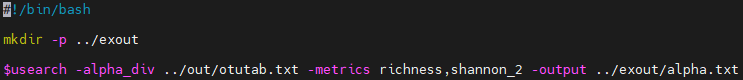 #!/bin/bash
mkdir -p ../exout
$usearch -alpha_div ../out/otutab.txt -metrics richness,shannon_2 -output ../exout/alpha.txt